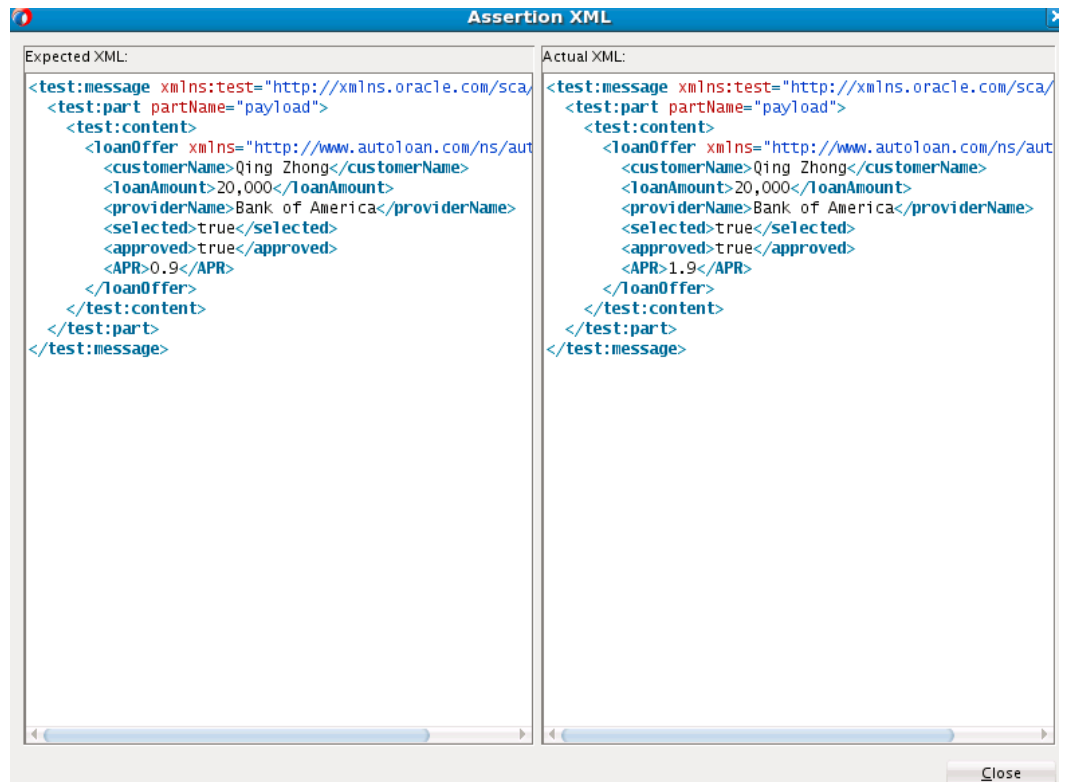 Assertion XML
Expected XML:
<test:message xmlns:test="http://xmlns.oracle.com/sca/
<test:part partName="payload">
<test:content>
<loanOffer xmlns="http://www.autoloan.com/ns/aut
<customerName>Qing Zhong</customerName>
<loanAmount>20,000</loanAmount>
<providerName>Bank of America</providerName>
<selected>true</selected>
<approved>true</approved>
<APR>0.9</APR>
</loanOffer>
</test:content>
</test:part>
</test:message>
Actual XML:
<test:message xmlns:test="http://xmlns.oracle.com/sca/
<test:part partName="payload">
<test:content>
<loanOffer xmlns="http://www.autoloan.com/ns/aut
<customerName>Qing Zhong</customerName>
<loanAmount>20,000</loanAmount>
<providerName>Bank of America</providerName>
<selected>true</selected>
<approved>true</approved>
<APR>1.9</APR>
</loanOffer>
</test:content>
</test:part>
</test:message>
Close